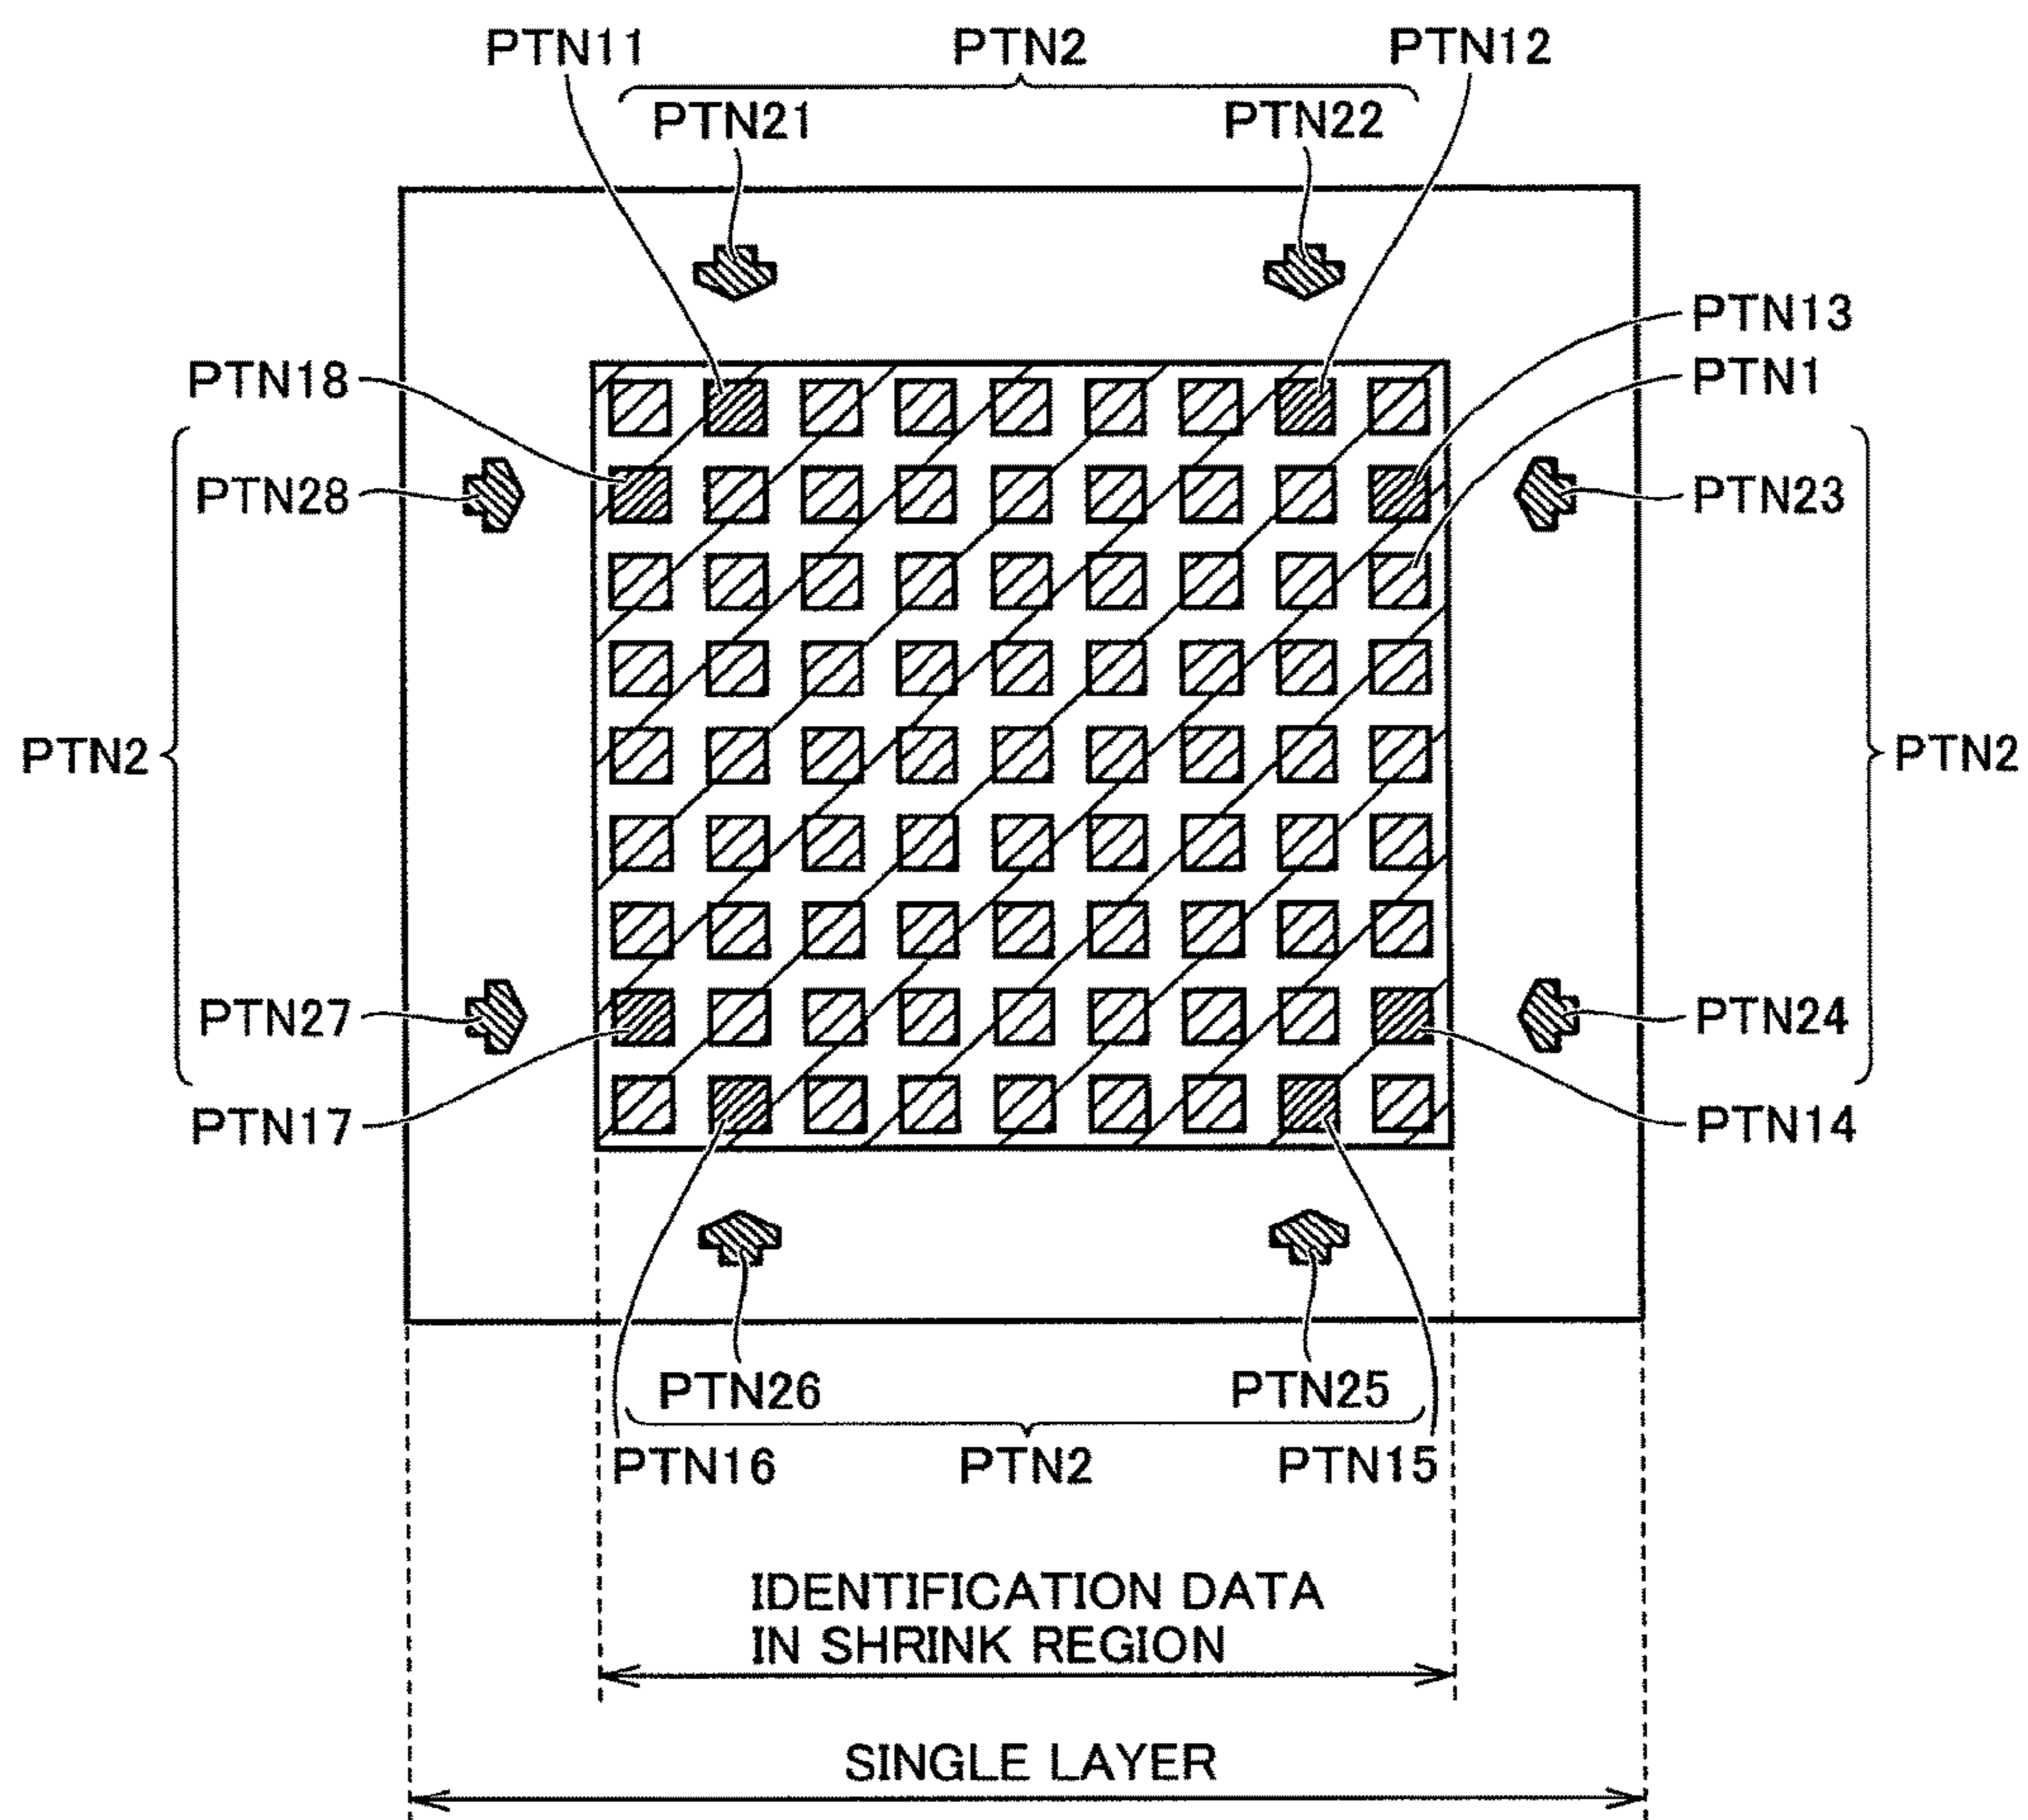 PTN11 PTN2 PTN12
PTN21 PTN22
PTN13
PTN18 PTN1
PTN28 PTN23
PTN2 PTN2
PTN27 PTN24
PTN17 PTN14
PTN26 PTN25
PTN16 PTN2 PTN15
IDENTIFICATION DATA
IN SHRINK REGION
SINGLE LAYER